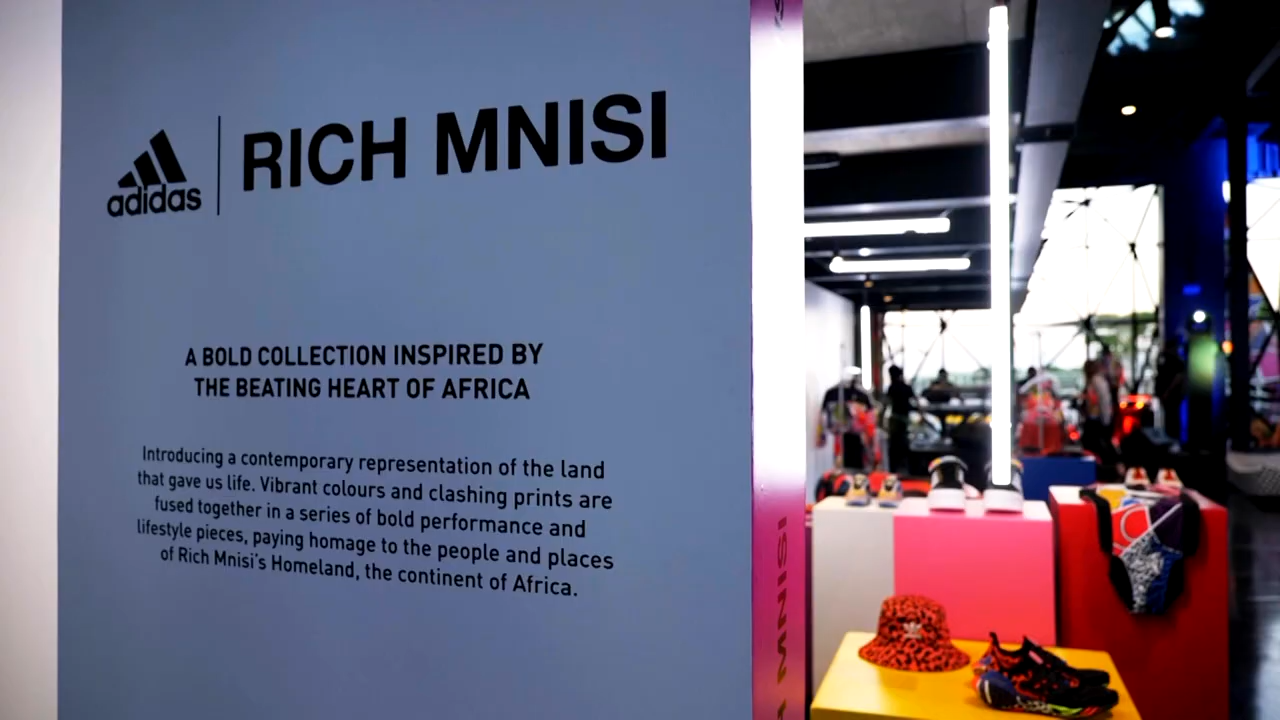 adidas
RICH MNISI
A BOLD COLLECTION INSPIRED BY
THE BEATING HEART OF AFRICA
Introducing a contemporary representation of the land
that gave us life. Vibrant colours and clashing prints are
fused together in a series of bold performance and
lifestyle pieces, paying homage to the people and places
of Rich Mnisi's Homeland, the continent of Africa.
MNISI